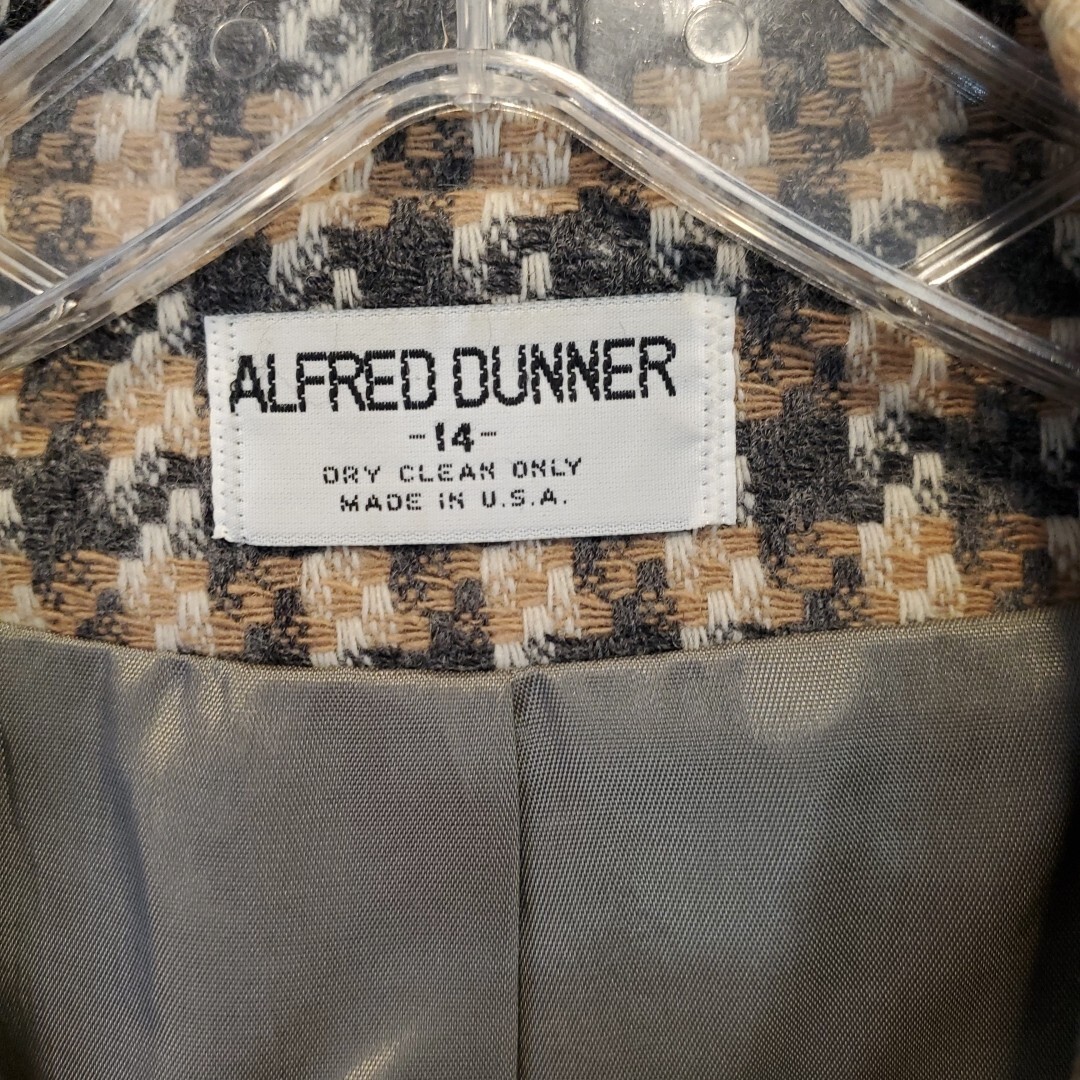 ALFRED DUNNER
-14-
DRY CLEAN ONLY
MADE IN U.S.A.